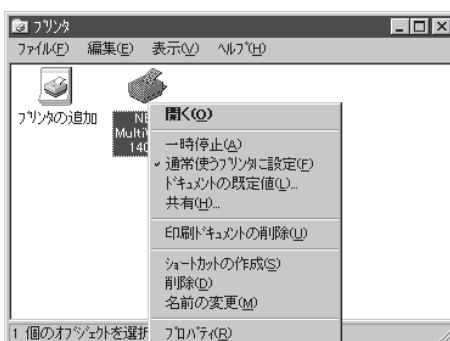 プリンタ
ファイル(F) 編集(E) 表示(V) ヘルプ(H)
プリンタの追加
NE
Multi
140
開く(O)
一時停止(A)
通常使うプリンタに設定(F)
ドキュメントの既定値(L)...
共有(H)...
印刷ドキュメントの削除(U)
ショートカットの作成(S)
削除(D)
名前の変更(M)
プロパティ(R)
1 個のオブジェクトを選択